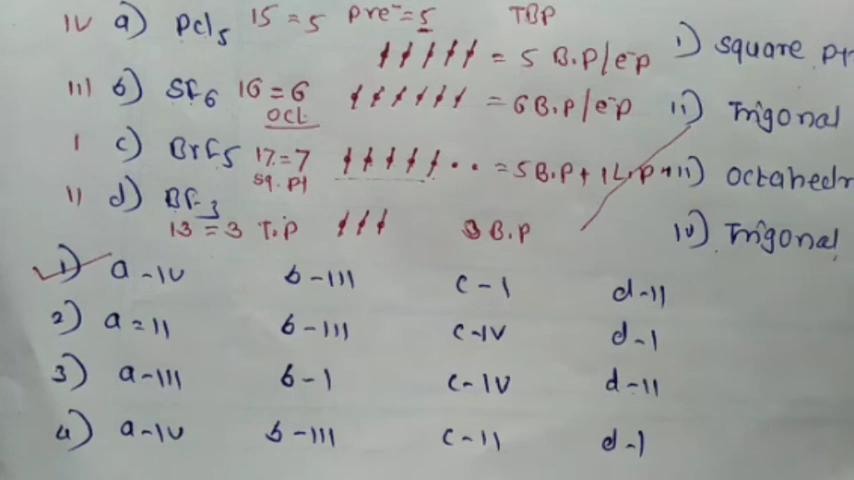 IV a) PCl5 15 = 5 pre⁻ = 5 TBP
= 5 B.P/e⁻p i) square
III b) SF6 16 = 6 = 6 B.P/e⁻p ii) Trigonal
Oct
I c) BrF5 17 = 7 = 5 B.P + 1 L.P iii)
Sq. Pl
II d) BF3
13 = 3 T.P 3 B.P iv) Trigonal
1) a-IV b-III c-I d-II
2) a=II b-III c-IV d-I
3) a-III b-I c-IV d-II
4) a-IV b-III c-II d-I